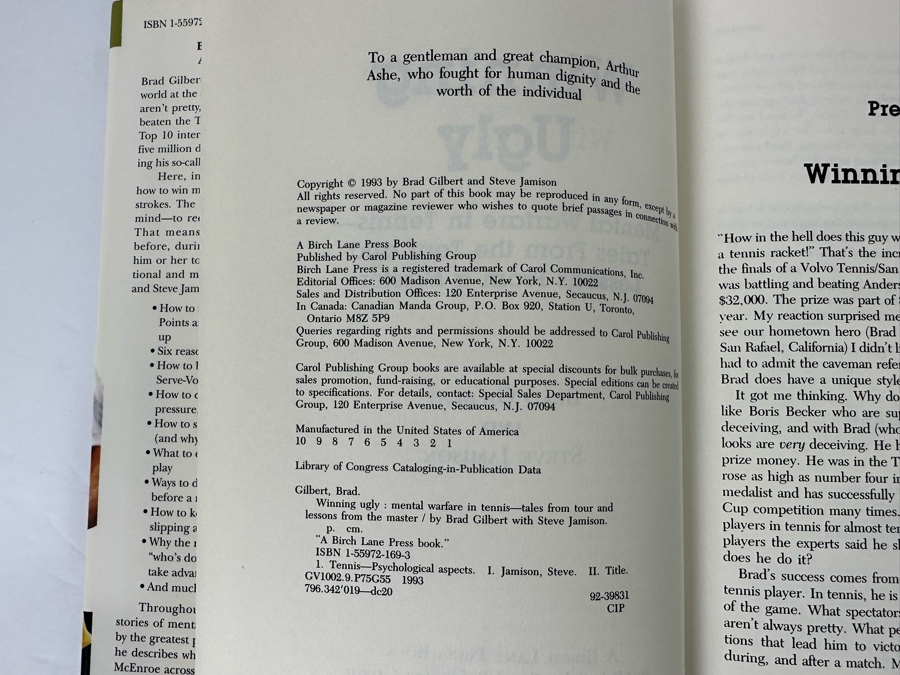 ISBN 1-5597
Brad Gilber
world at the
aren't pretty,
beaten the T
Top 10 inter
five million d
ing his so-call
Here, in
how to win m
strokes. The
mind—to re
That means
before, duri
him or her to
tional and m
and Steve Jam
• How to
Points a
up
• Six reaso
• How to
Serve-Vo
• How to c
pressure
• How to s
(and why
• What to
play
• Ways to d
before a
• How to k
slipping a
• Why the
"who's do
take adva
• And much
Throughou
stories of ment
by the greatest p
he describes wh
McEnroe across
To a gentleman and great champion, Arthur
Ashe, who fought for human dignity and the
worth of the individual
Copyright © 1993 by Brad Gilbert and Steve Jamison
All rights reserved. No part of this book may be reproduced in any form, except by a
newspaper or magazine reviewer who wishes to quote brief passages in connection with
a review.
A Birch Lane Press Book
Published by Carol Publishing Group
Birch Lane Press is a registered trademark of Carol Communications, Inc.
Editorial Offices: 600 Madison Avenue, New York, N.Y. 10022
Sales and Distribution Offices: 120 Enterprise Avenue, Secaucus, N.J. 07094
In Canada: Canadian Manda Group, P.O. Box 920, Station U, Toronto,
Ontario M8Z 5P9
Queries regarding rights and permissions should be addressed to Carol Publishing
Group, 600 Madison Avenue, New York, N.Y. 10022
Carol Publishing Group books are available at special discounts for bulk purchases, for
sales promotion, fund-raising, or educational purposes. Special editions can be created
to specifications. For details, contact: Special Sales Department, Carol Publishing
Group, 120 Enterprise Avenue, Secaucus, N.J. 07094
Manufactured in the United States of America
10 9 8 7 6 5 4 3 2 1
Library of Congress Cataloging-in-Publication Data
Gilbert, Brad.
Winning ugly : mental warfare in tennis—tales from tour and
lessons from the master / by Brad Gilbert with Steve Jamison.
p. cm.
"A Birch Lane Press book."
ISBN 1-55972-169-3
1. Tennis—Psychological aspects. I. Jamison, Steve. II. Title.
GV1002.9.P75G55 1993
796.342'019—dc20 92-39831
CIP
Pre
Winnin
"How in the hell does this guy w
a tennis racket!" That's the incr
the finals of a Volvo Tennis/San
was battling and beating Anders
$32,000. The prize was part of
year. My reaction surprised me
see our hometown hero (Brad
San Rafael, California) I didn't l
had to admit the caveman refer
Brad does have a unique style
It got me thinking. Why do
like Boris Becker who are sup
deceiving, and with Brad (who
looks are very deceiving. He h
prize money. He was in the T
rose as high as number four in
medalist and has successfully
Cup competition many times.
players in tennis for almost ten
players the experts said he sh
does he do it?
Brad's success comes from
tennis player. In tennis, he is
of the game. What spectators
aren't always pretty. What pe
tions that lead him to victo
during, and after a match. M